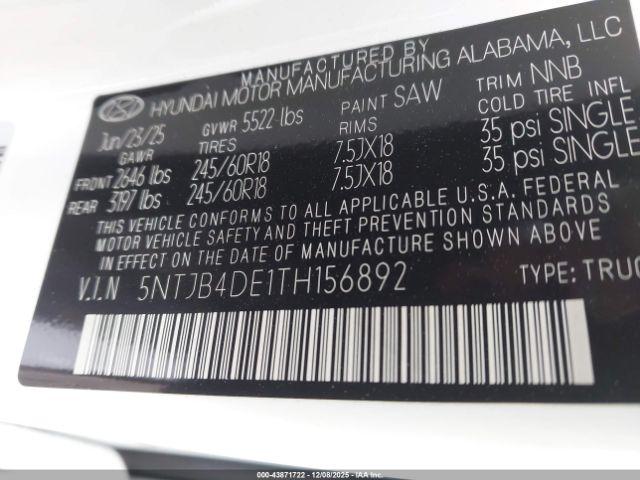 MANUFACTURED BY
HYUNDAI MOTOR MANUFACTURING ALABAMA, LLC
Jun/23/25 GVWR 5522 lbs PAINT SAW TRIM NNB
GAWR TIRES RIMS COLD TIRE INFL
FRONT 2646 lbs 245/60R18 7.5JX18 35 psi SINGLE
REAR 3197 lbs 245/60R18 7.5JX18 35 psi SINGLE
THIS VEHICLE CONFORMS TO ALL APPLICABLE U.S.A. FEDERAL
MOTOR VEHICLE SAFETY AND THEFT PREVENTION STANDARDS
IN EFFECT ON THE DATE OF MANUFACTURE SHOWN ABOVE
V.I.N 5NTJB4DE1TH156892 TYPE: TRUC
000-43871722 - 12/08/2025 - IAA Inc.